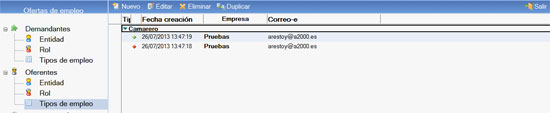 Ofertas de empleo
Nuevo Editar Eliminar Duplicar Salir
Tip Fecha creación Empresa Correo-e
Camarero
26/07/2013 13:47:19 Pruebas arestoy@a2000.es
26/07/2013 13:47:18 Pruebas arestoy@a2000.es
Demandantes
Entidad
Rol
Tipos de empleo
Oferentes
Entidad
Rol
Tipos de empleo